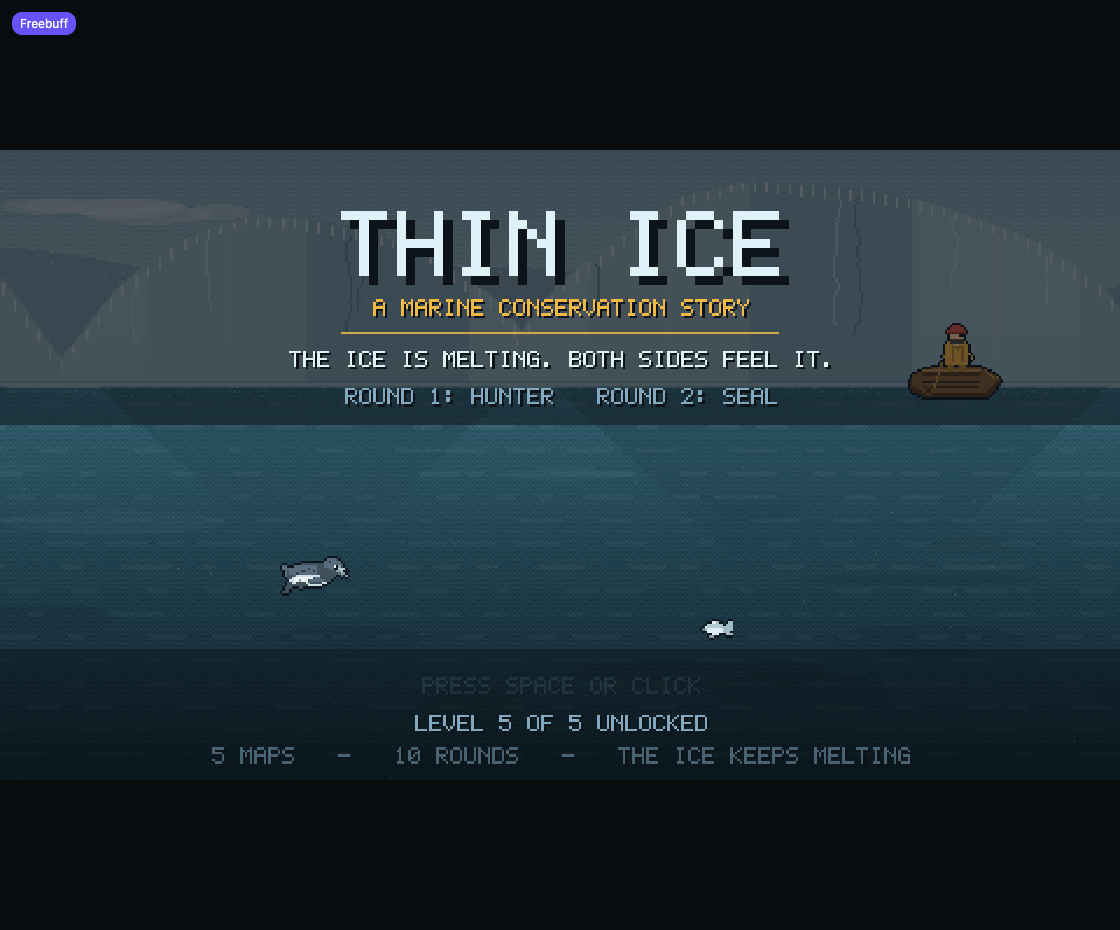 Freebuff
THIN ICE
A MARINE CONSERVATION STORY
THE ICE IS MELTING. BOTH SIDES FEEL IT.
ROUND 1: HUNTER ROUND 2: SEAL
PRESS SPACE OR CLICK
LEVEL 5 OF 5 UNLOCKED
5 MAPS – 10 ROUNDS – THE ICE KEEPS MELTING